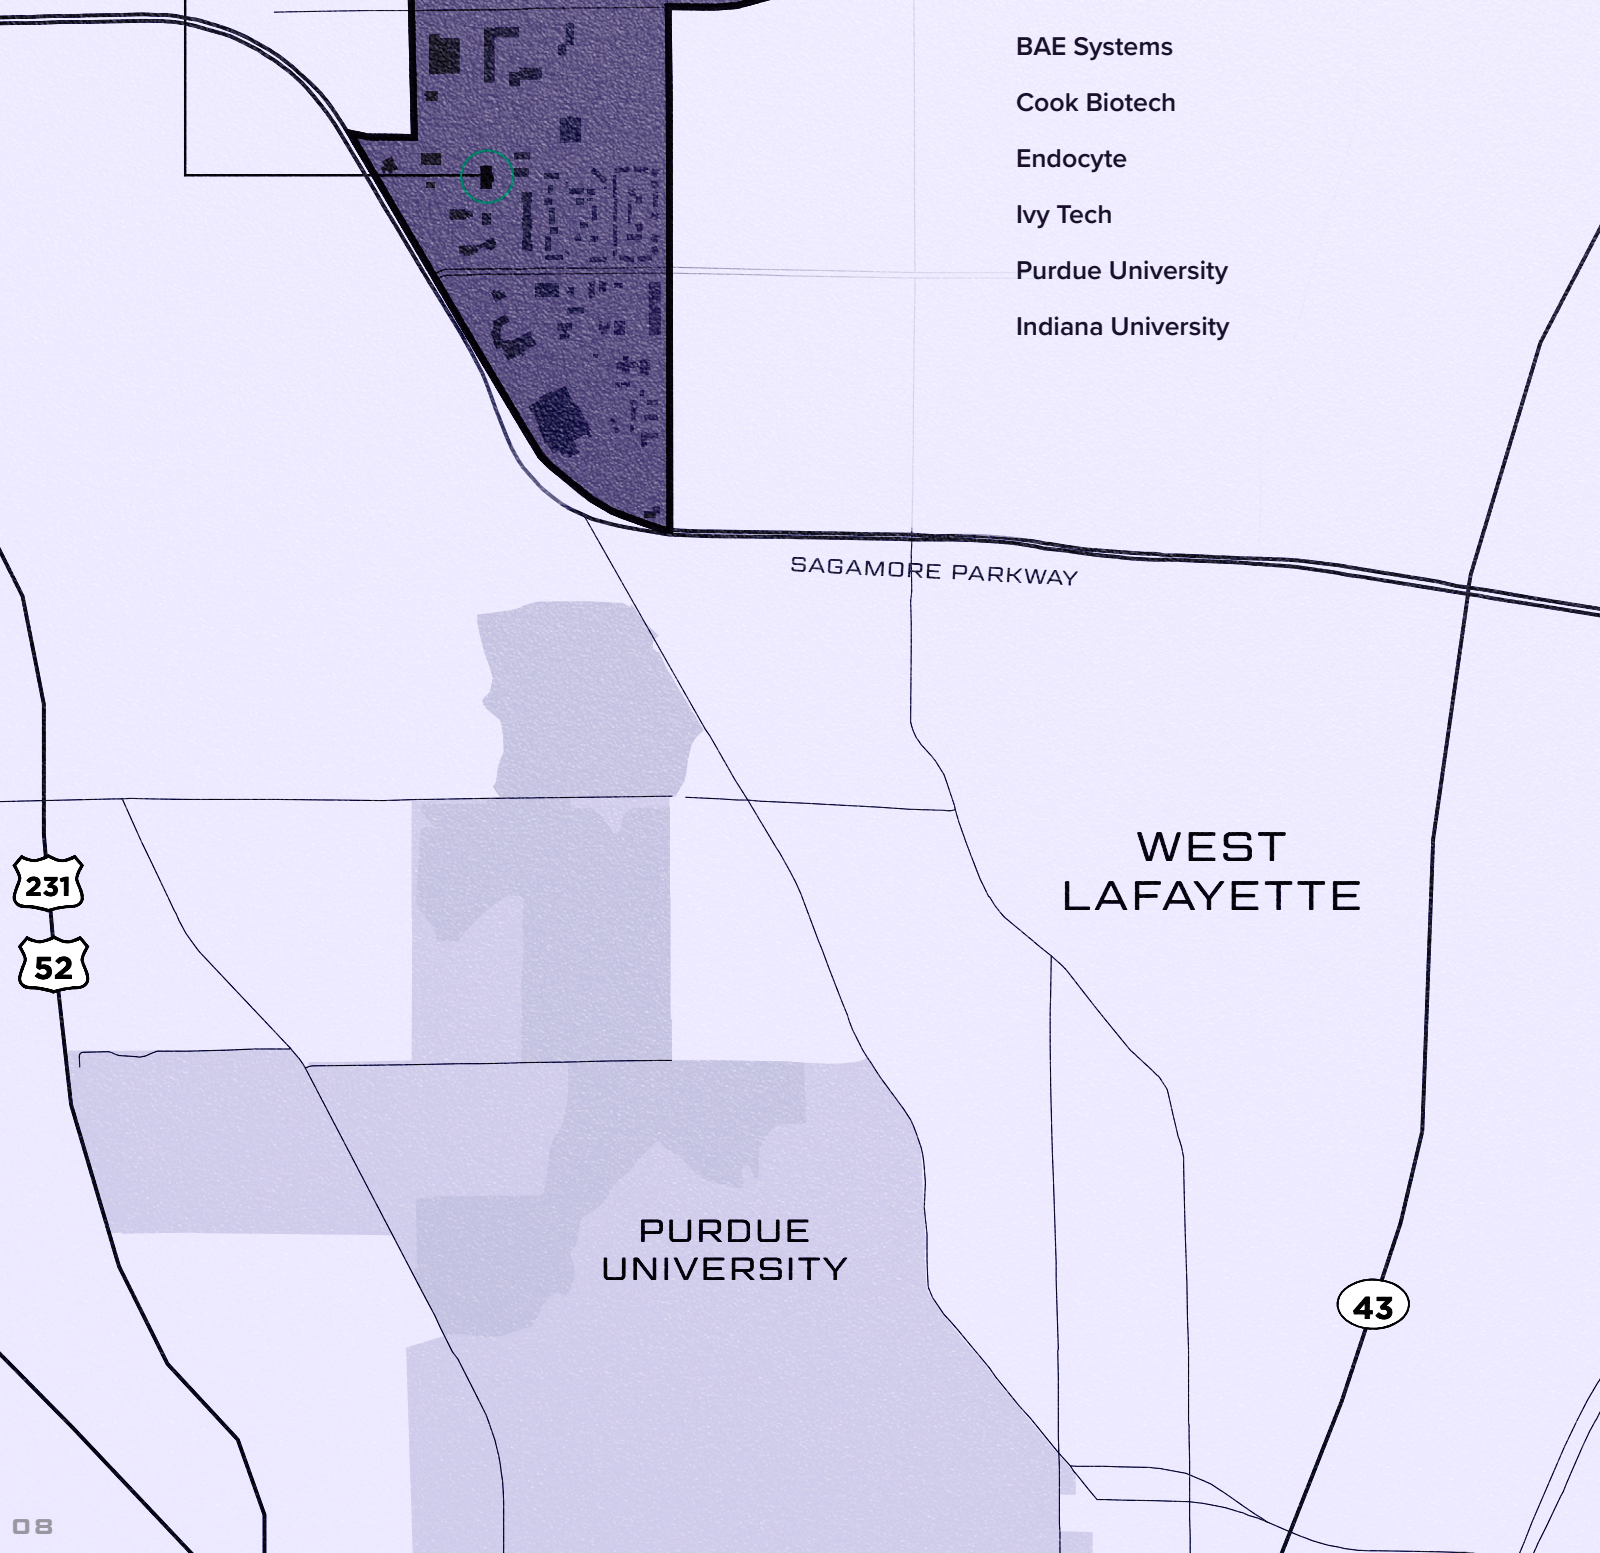 BAE Systems
Cook Biotech
Endocyte
Ivy Tech
Purdue University
Indiana University
SAGAMORE PARKWAY
WEST
LAFAYETTE
231
52
PURDUE
UNIVERSITY
43
08